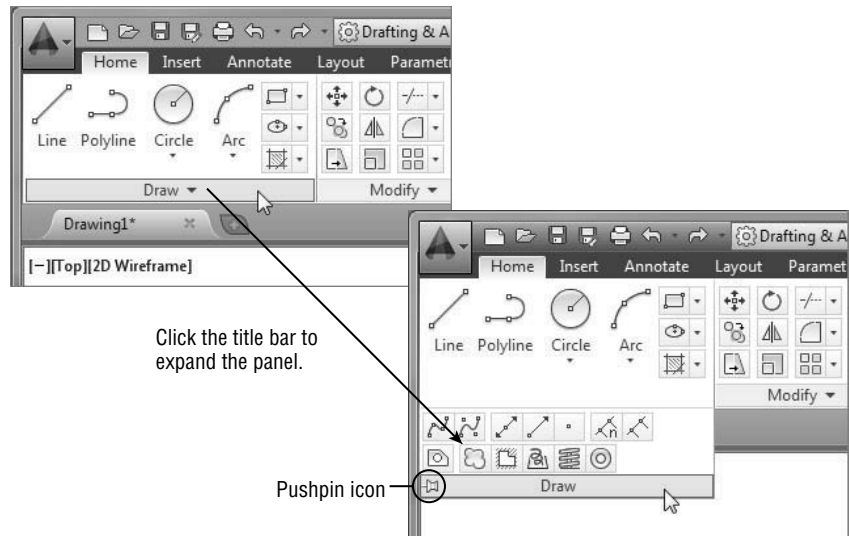 Drafting & A
Home Insert Annotate Layout Paramet
Line Polyline Circle Arc
Draw Modify
Drawing1*
[−][Top][2D Wireframe]
Click the title bar to
expand the panel.
Drafting & A
Home Insert Annotate Layout Paramet
Line Polyline Circle Arc
Modify
n
Draw
Pushpin icon